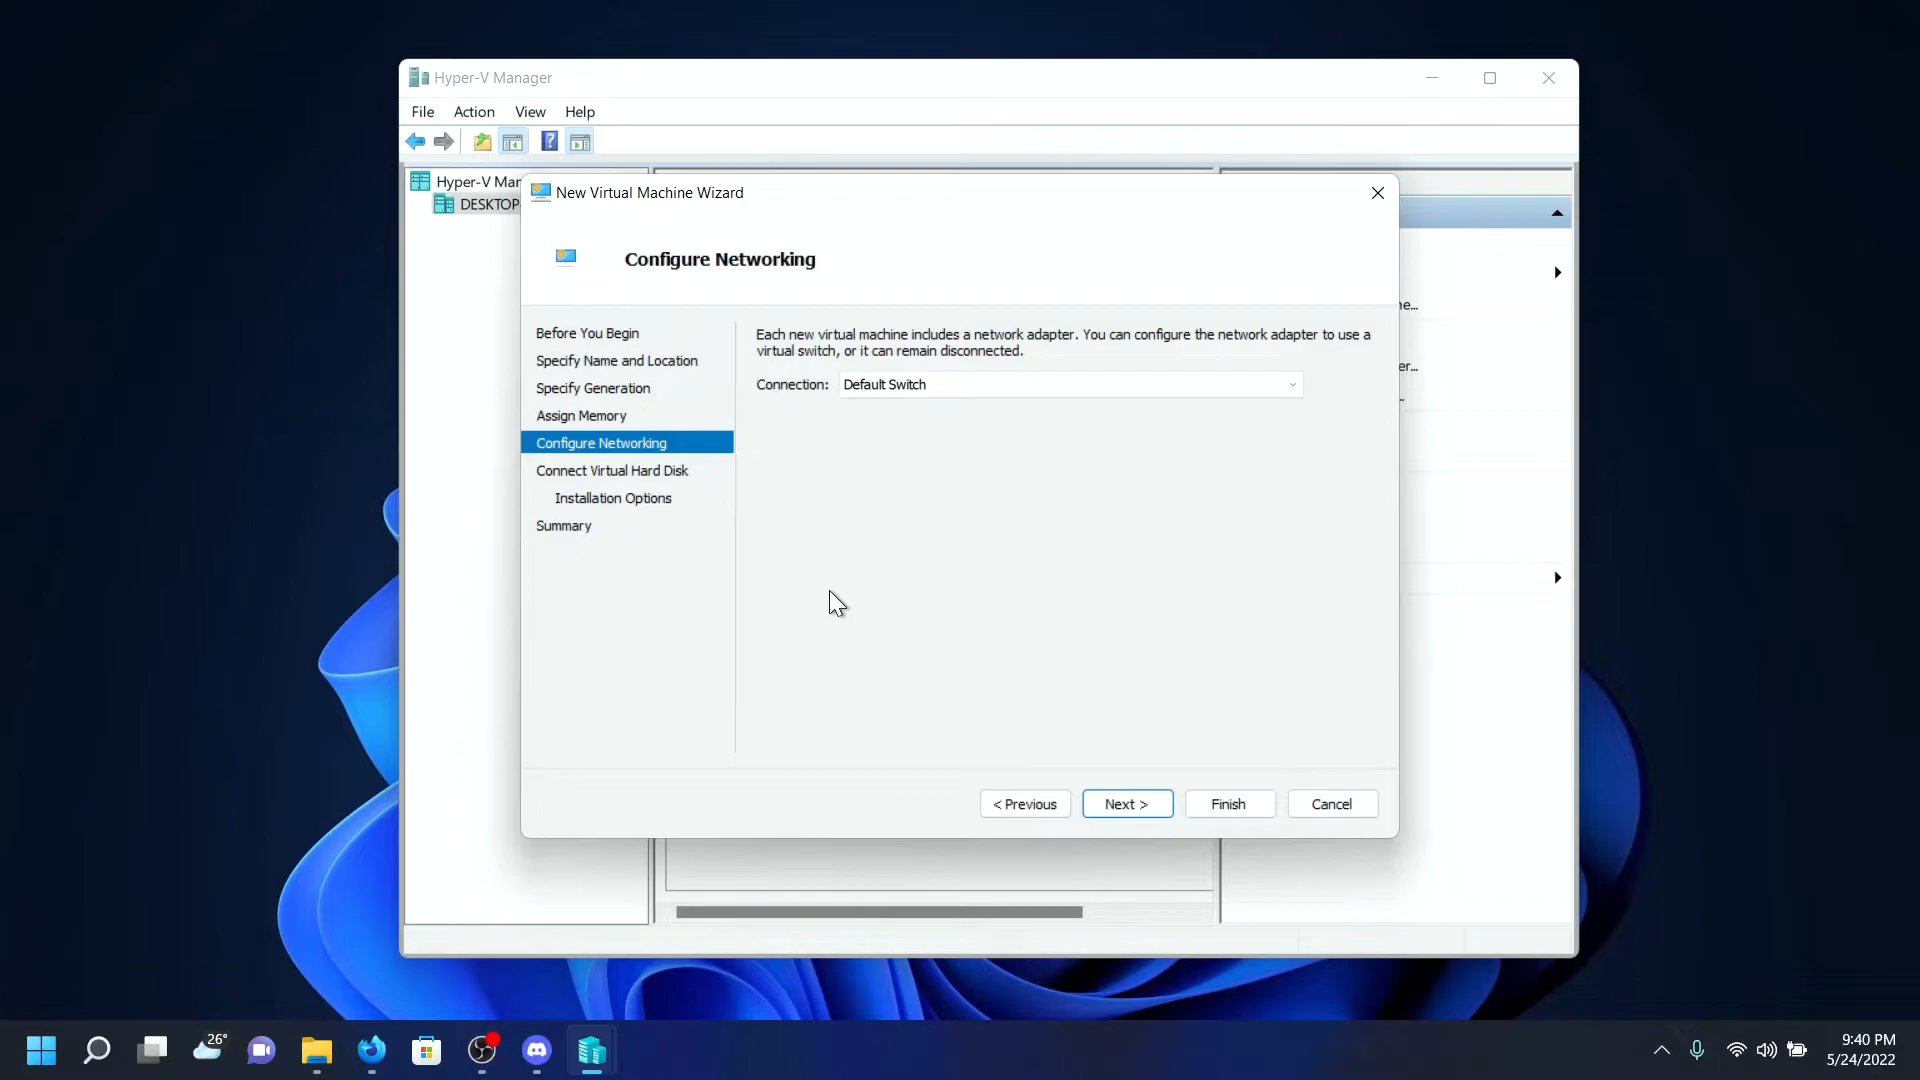 Hyper-V Manager
File Action View Help
Hyper-V Man
DESKTOP
New Virtual Machine Wizard
Configure Networking
Before You Begin
Specify Name and Location
Specify Generation
Assign Memory
Configure Networking
Connect Virtual Hard Disk
Installation Options
Summary
Each new virtual machine includes a network adapter. You can configure the network adapter to use a
virtual switch, or it can remain disconnected.
Connection: Default Switch
< Previous Next > Finish Cancel
ne...
er...
26°
9:40 PM
5/24/2022